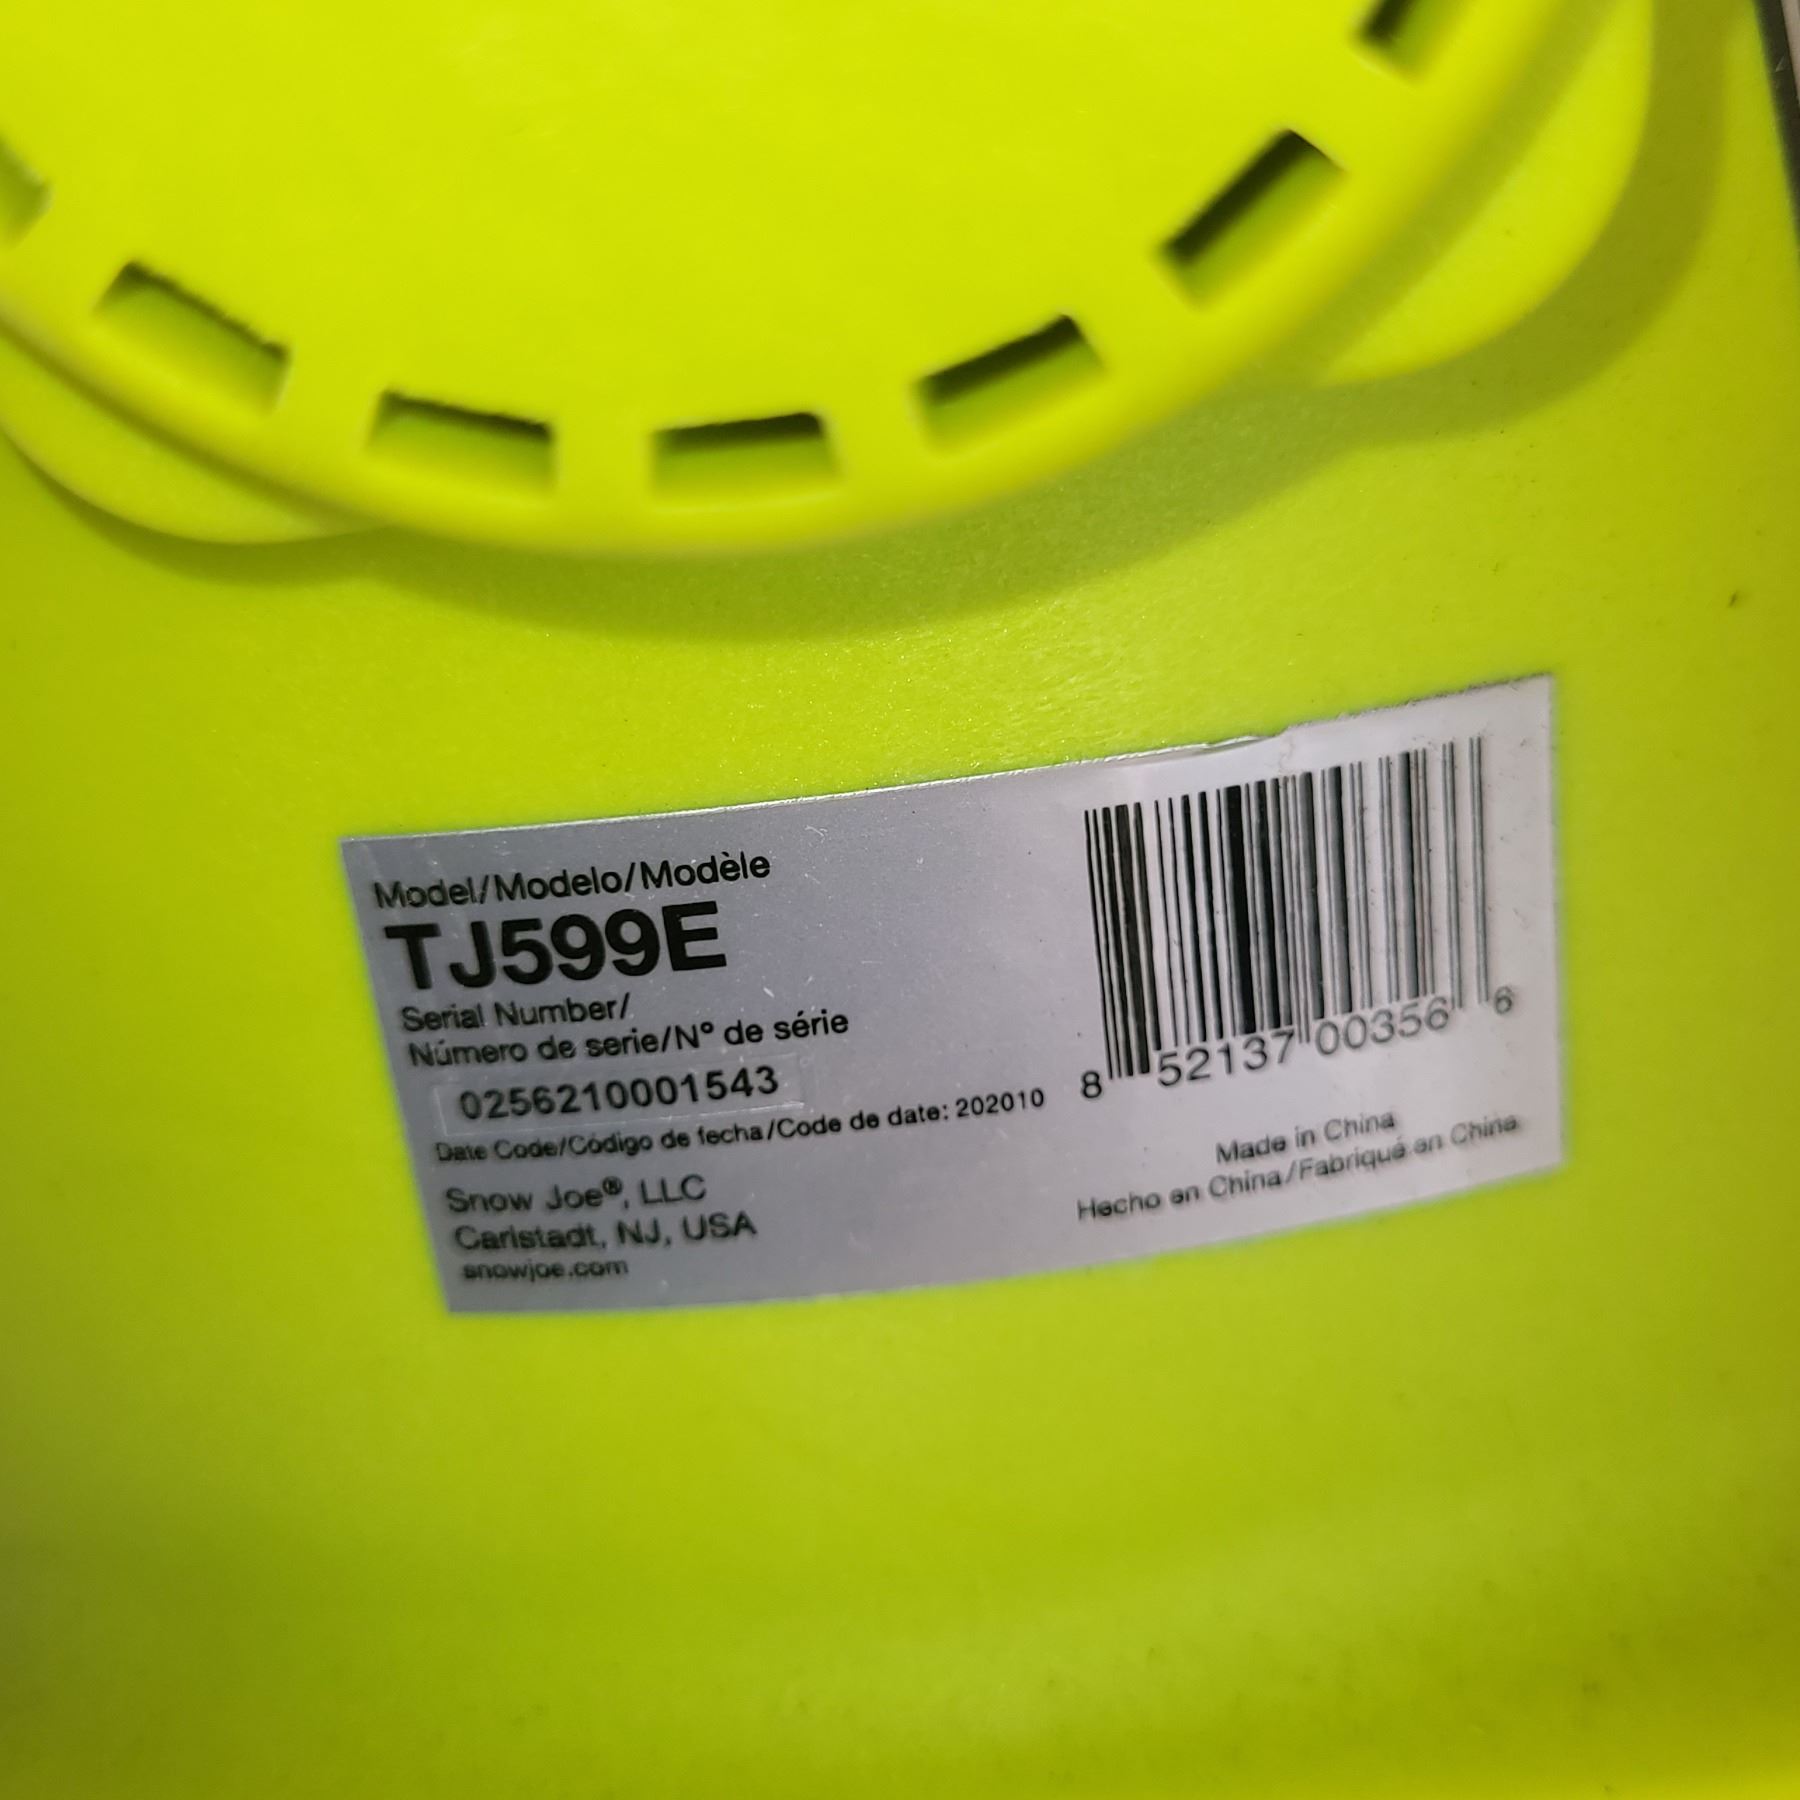 Model/Modelo/Modèle
TJ599E
Serial Number/
Número de serie/N° de série
0256210001543
Date Code/Código de fecha/Code de date: 202010
Snow Joe®, LLC
Carlstadt, NJ, USA
snowjoe.com
8 52137 00356 6
Made in China
Hecho en China/Fabriqué en China